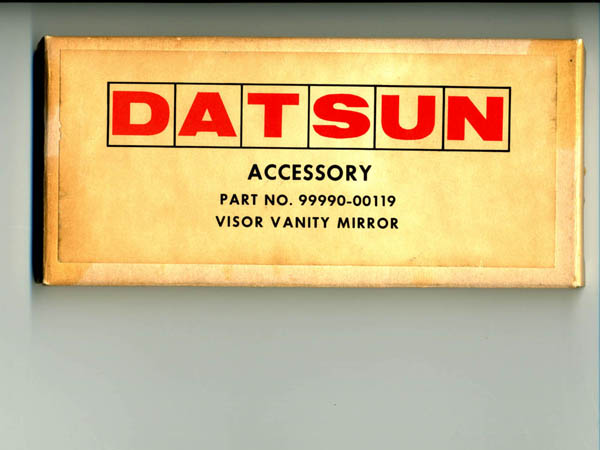 DATSUN
ACCESSORY
PART NO. 99990-00119
VISOR VANITY MIRROR